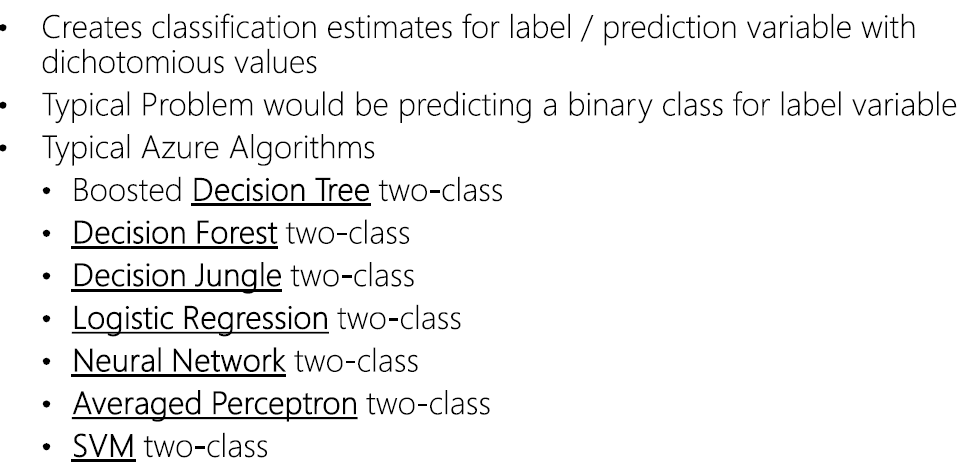 • Creates classification estimates for label / prediction variable with
dichotomious values
• Typical Problem would be predicting a binary class for label variable
• Typical Azure Algorithms
• Boosted Decision Tree two-class
• Decision Forest two-class
• Decision Jungle two-class
• Logistic Regression two-class
• Neural Network two-class
• Averaged Perceptron two-class
• SVM two-class